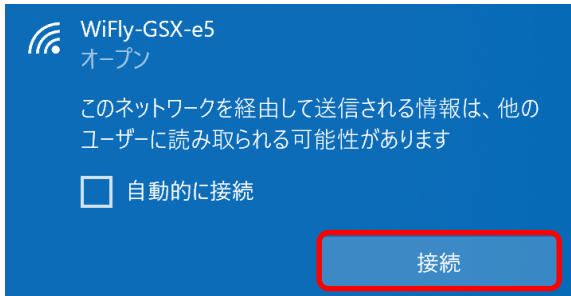 WiFly-GSX-e5
オープン
このネットワークを経由して送信される情報は、他の
ユーザーに読み取られる可能性があります
自動的に接続
接続